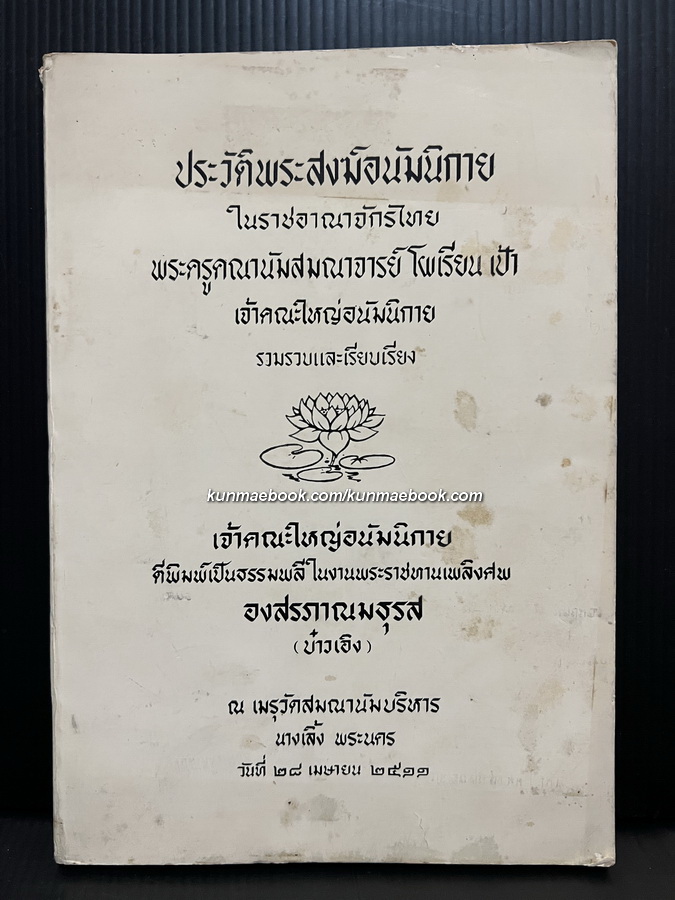 ประวัติพระสงฆ์อนัมนิกาย
ในราชอาณาจักรไทย
พระครูคณานัมสมณาจารย์ โผเรียน เป้า
เจ้าคณะใหญ่อนัมนิกาย
รวมรวบและเรียบเรียง
kunmaebook.com/kunmaebook.com
เจ้าคณะใหญ่อนัมนิกาย
ตีพิมพ์เป็นธรรมพลี ในงานพระราชทานเพลิงศพ
องสรภาณมธุรส
(บ๋าวเอิง)
ณ เมรุวัดสมณานัมบริหาร
นางเลิ้ง พระนคร
วันที่ ๒๘ เมษายน ๒๕๑๑